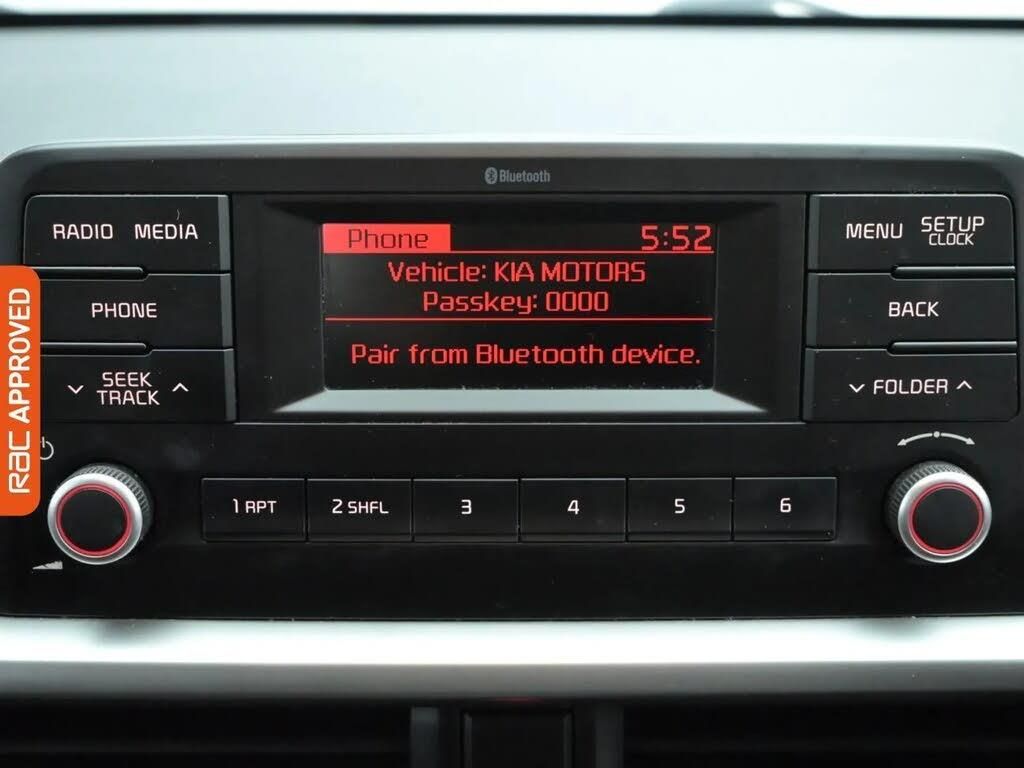 Bluetooth
RADIO MEDIA
PHONE
SEEK
TRACK
Phone 5:52
Vehicle: KIA MOTORS
Passkey: 0000
Pair from Bluetooth device.
MENU SETUP
CLOCK
BACK
FOLDER
1 RPT
2 SHFL
3
4
5
6
RAC APPROVED